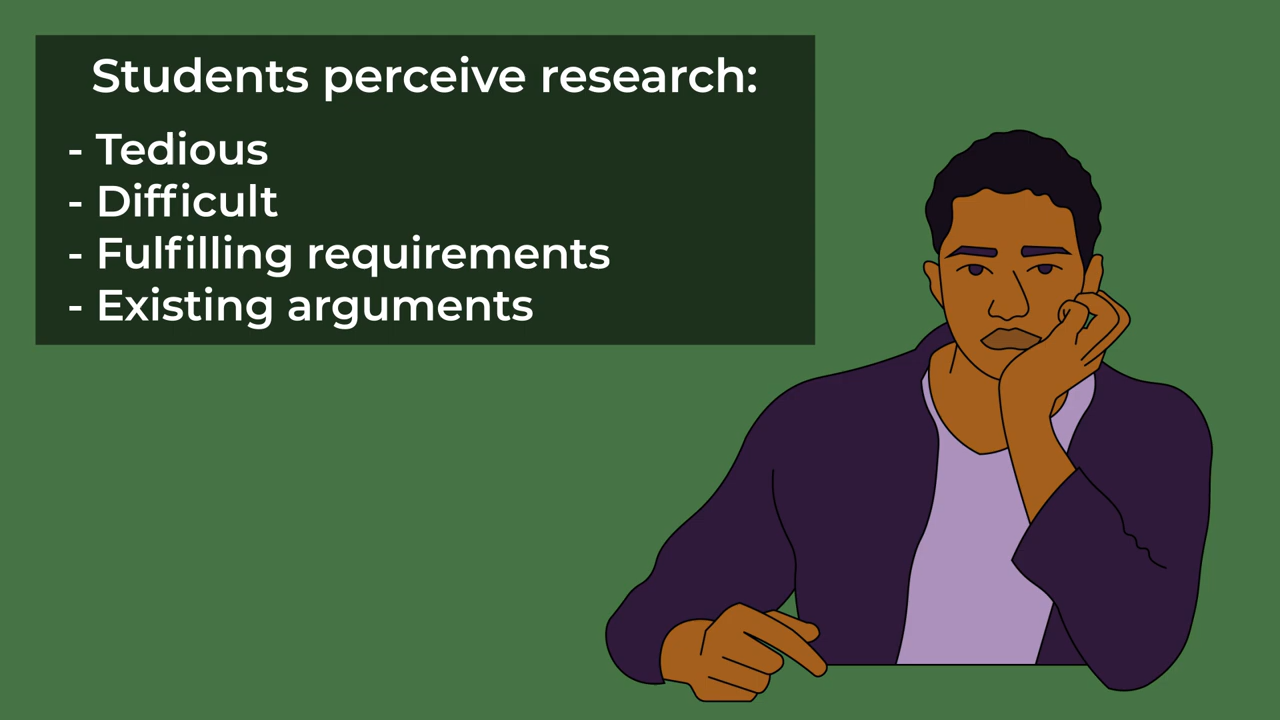 Students perceive research:
- Tedious
- Difficult
- Fulfilling requirements
- Existing arguments